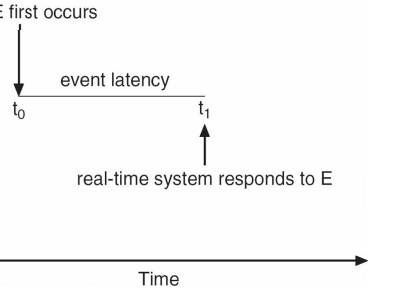 E first occurs
event latency
t0 t1
real-time system responds to E
Time